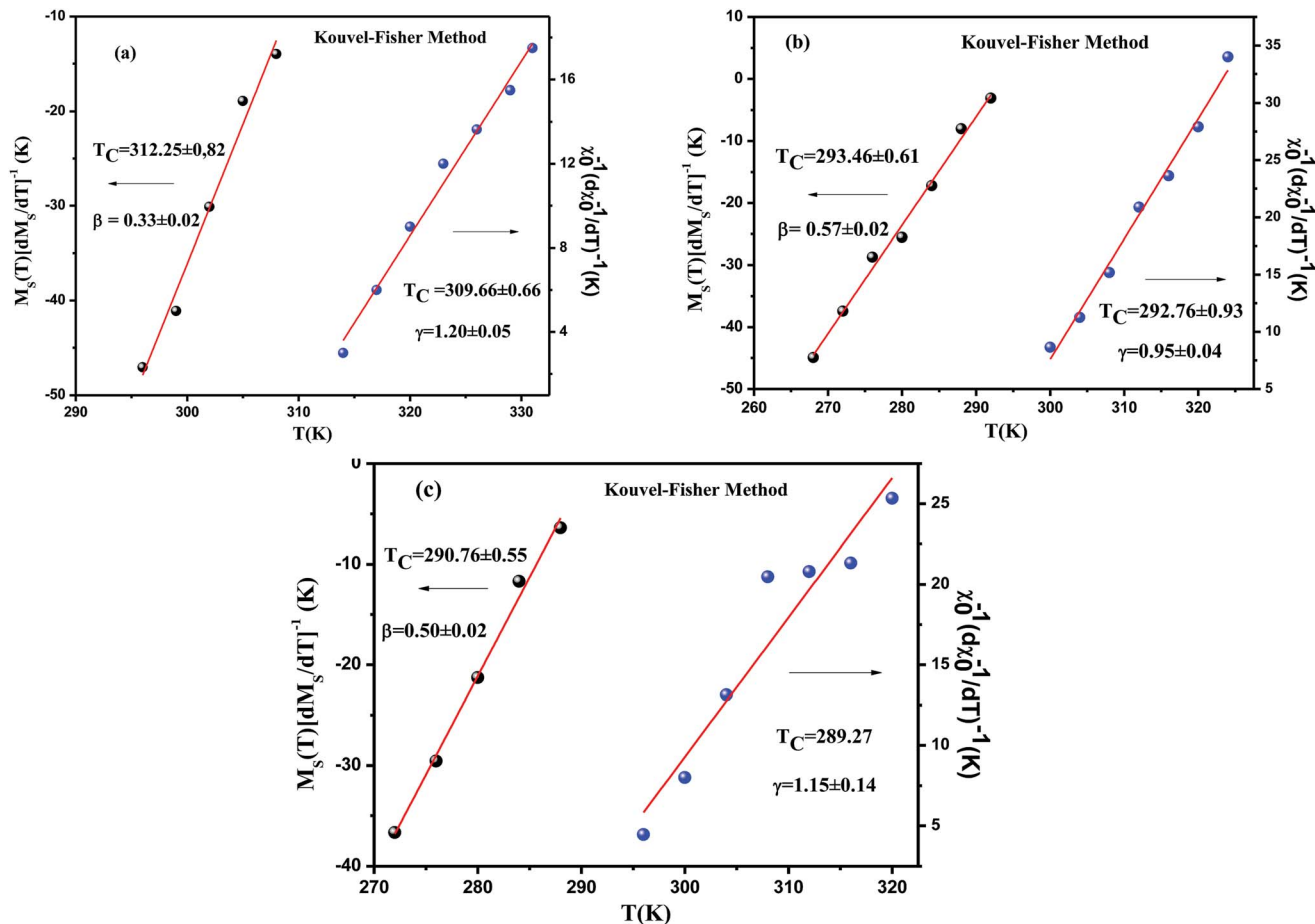 (a)
Kouvel-Fisher Method
T_C=312.25±0,82
β = 0.33±0.02
T_C =309.66±0.66
γ=1.20±0.05
M_S(T)[dM_S/dT]^-1 (K)
-10
-20
-30
-40
-50
16
12
8
4
χ_0^-1(dχ_0^-1/dT)^-1(K)
290 300 310 320 330
T(K)
(b)
Kouvel-Fisher Method
T_C=293.46±0.61
β= 0.57±0.02
T_C=292.76±0.93
γ=0.95±0.04
M_S(T)[dM_S/dT]^-1 (K)
10
0
-10
-20
-30
-40
-50
35
30
25
20
15
10
5
χ_0^-1(dχ_0^-1/dT)^-1(K)
260 270 280 290 300 310 320
T(K)
(c)
Kouvel-Fisher Method
T_C=290.76±0.55
β=0.50±0.02
T_C=289.27
γ=1.15±0.14
M_S(T)[dM_S/dT]^-1 (K)
0
-10
-20
-30
-40
25
20
15
10
5
χ_0^-1(dχ_0^-1/dT)^-1(K)
270 280 290 300 310 320
T(K)